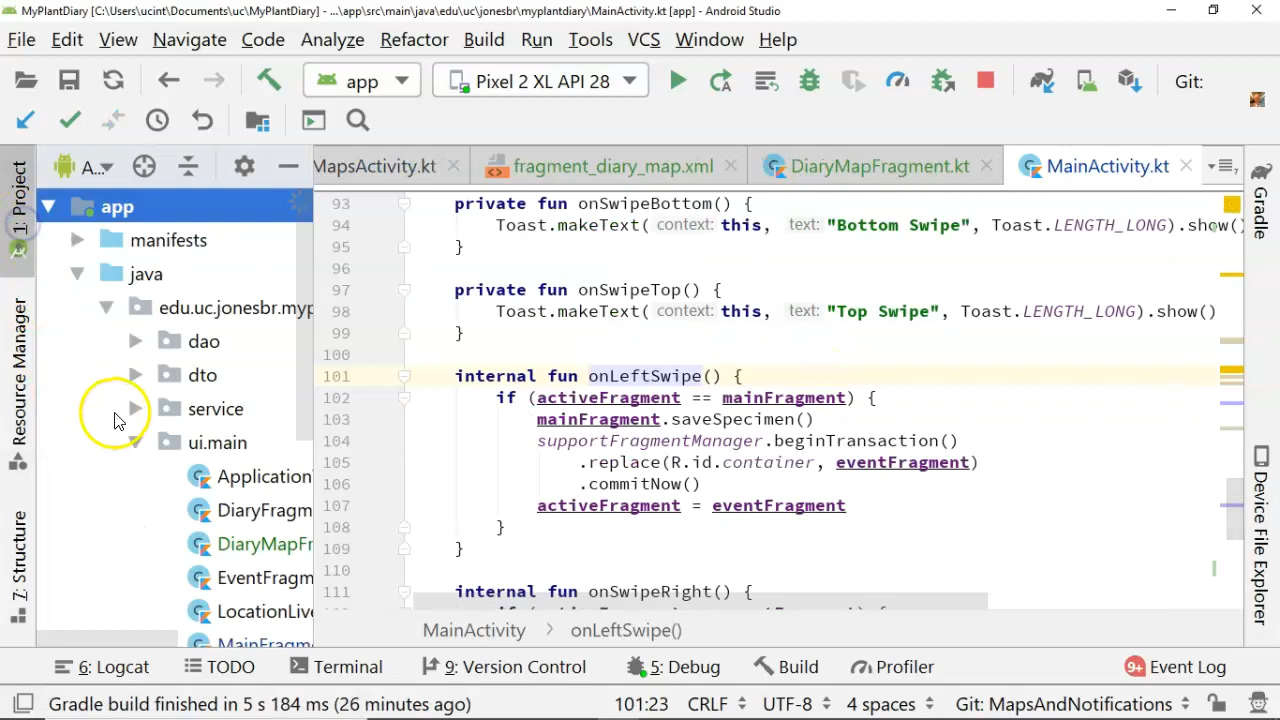 MyPlantDiary [C:\Users\ucint\Documents\uc\MyPlantDiary] - ...\app\src\main\java\edu\uc\jonesbr\myplantdiary\MainActivity.kt [app] - Android Studio
File Edit View Navigate Code Analyze Refactor Build Run Tools VCS Window Help
app Pixel 2 XL API 28 Git:
A... MapsActivity.kt fragment_diary_map.xml DiaryMapFragment.kt MainActivity.kt
1: Project
Resource Manager
7: Structure
app
manifests
java
edu.uc.jonesbr.myp
dao
dto
service
ui.main
Application
DiaryFragm
DiaryMapFr
EventFragm
LocationLive
MainFragm
93 private fun onSwipeBottom() {
94 Toast.makeText( context: this, text: "Bottom Swipe", Toast.LENGTH_LONG).show()
95 }
96
97 private fun onSwipeTop() {
98 Toast.makeText( context: this, text: "Top Swipe", Toast.LENGTH_LONG).show()
99 }
100
101 internal fun onLeftSwipe() {
102 if (activeFragment == mainFragment) {
103 mainFragment.saveSpecimen()
104 supportFragmentManager.beginTransaction()
105 .replace(R.id.container, eventFragment)
106 .commitNow()
107 activeFragment = eventFragment
108 }
109 }
110
111 internal fun onSwipeRight() {
MainActivity > onLeftSwipe()
Gradle
Device File Explorer
6: Logcat TODO Terminal 9: Version Control 5: Debug Build Profiler 9+ Event Log
Gradle build finished in 5 s 184 ms (26 minutes ago) 101:23 CRLF UTF-8 4 spaces Git: MapsAndNotifications